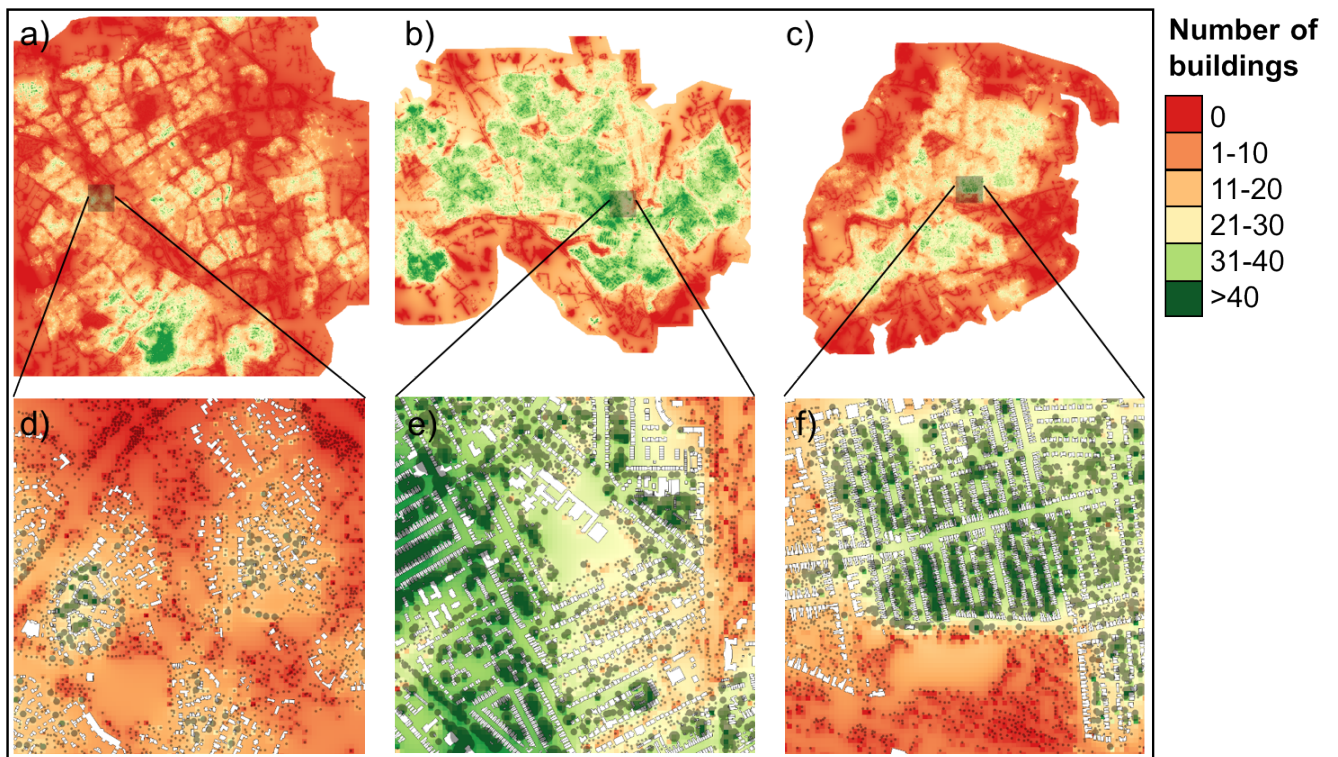 a)
b)
c)
Number of
buildings
0
1-10
11-20
21-30
31-40
>40
d)
e)
f)